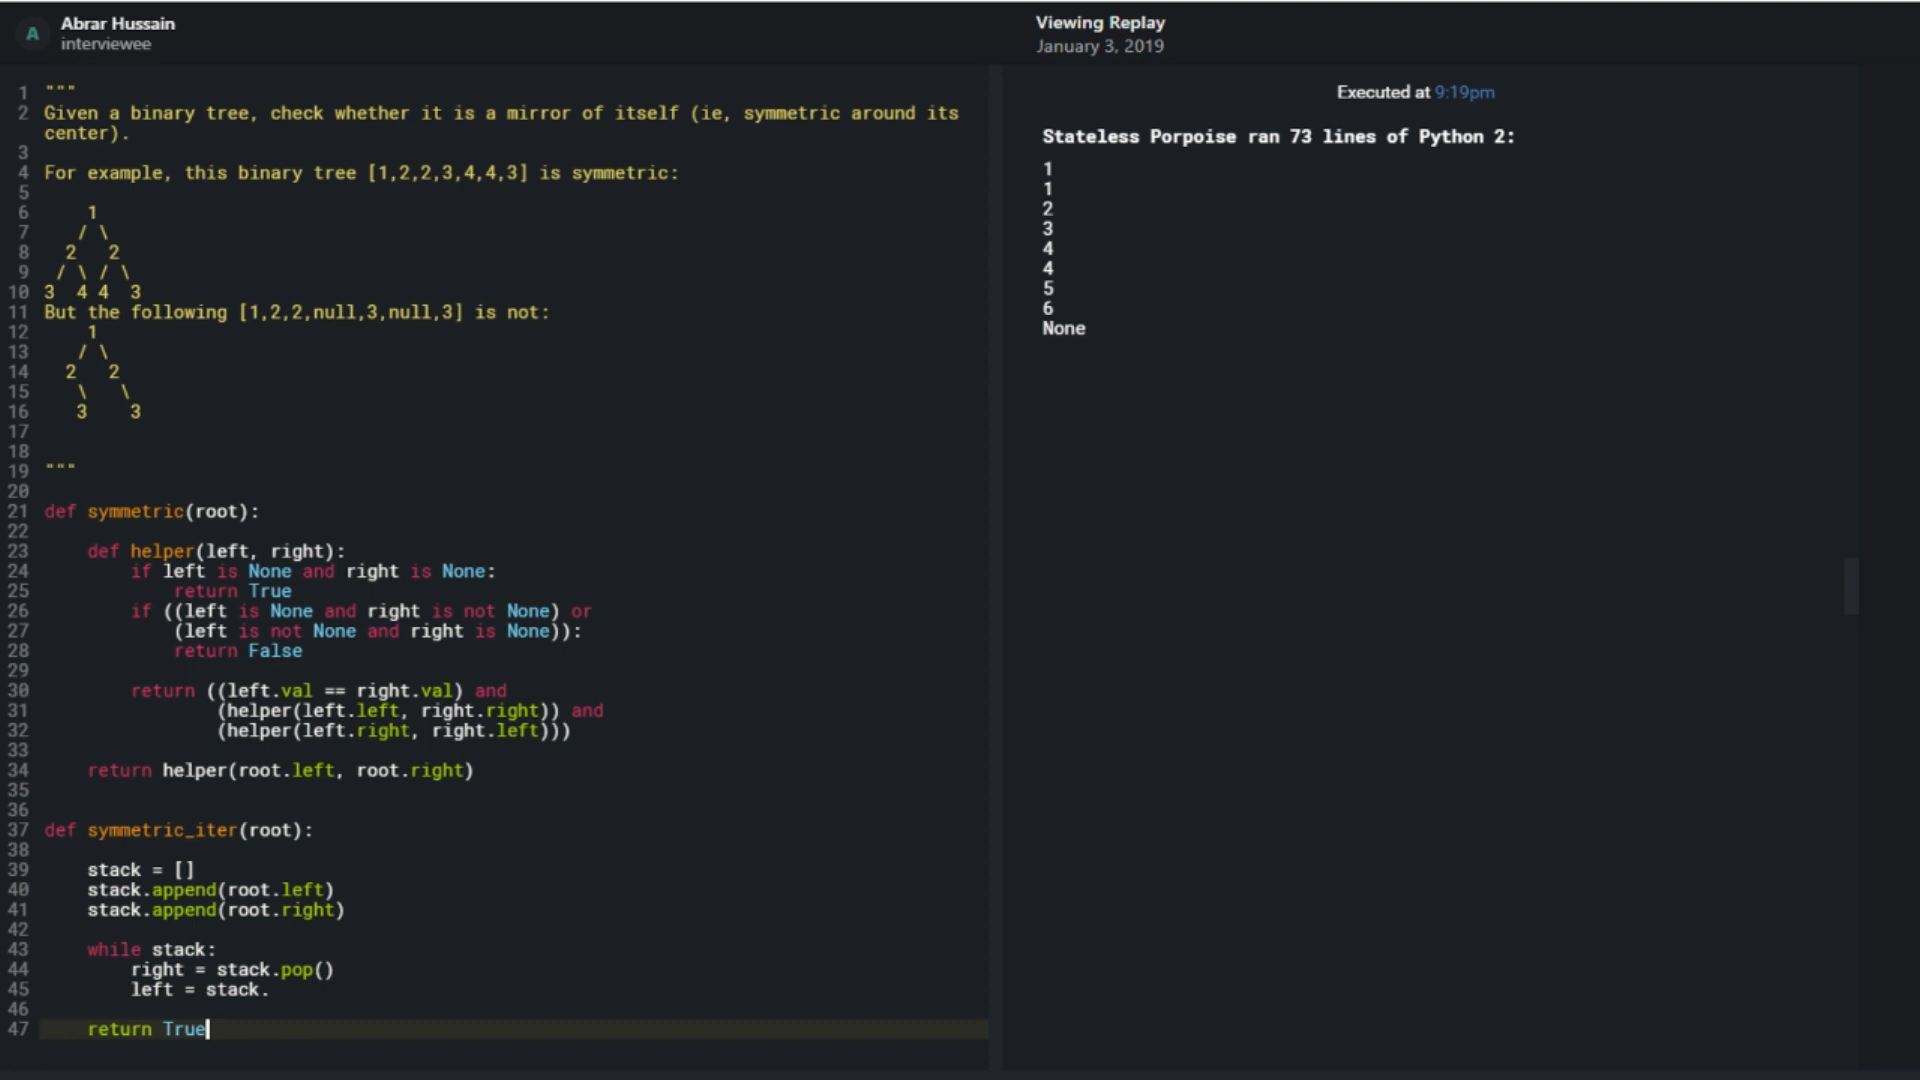 A
Abrar Hussain
interviewee
Viewing Replay
January 3, 2019
1 """
2 Given a binary tree, check whether it is a mirror of itself (ie, symmetric around its
center).
3
4 For example, this binary tree [1,2,2,3,4,4,3] is symmetric:
5
6     1
7    / \
8   2   2
9  / \ / \
10 3  4 4  3
11 But the following [1,2,2,null,3,null,3] is not:
12     1
13    / \
14   2   2
15    \   \
16    3    3
17
18
19 """
20
21 def symmetric(root):
22
23     def helper(left, right):
24         if left is None and right is None:
25             return True
26         if ((left is None and right is not None) or
27             (left is not None and right is None)):
28             return False
29
30         return ((left.val == right.val) and
31                 (helper(left.left, right.right)) and
32                 (helper(left.right, right.left)))
33
34     return helper(root.left, root.right)
35
36
37 def symmetric_iter(root):
38
39     stack = []
40     stack.append(root.left)
41     stack.append(root.right)
42
43     while stack:
44         right = stack.pop()
45         left = stack.
46
47     return True
Executed at 9:19pm
Stateless Porpoise ran 73 lines of Python 2:
1
1
2
3
4
4
5
6
None